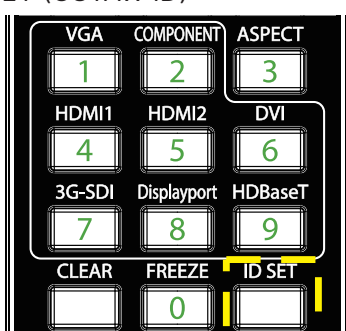 VGA COMPONENT ASPECT
1 2 3
HDMI1 HDMI2 DVI
4 5 6
3G-SDI Displayport HDBaseT
7 8 9
CLEAR FREEZE ID SET
0